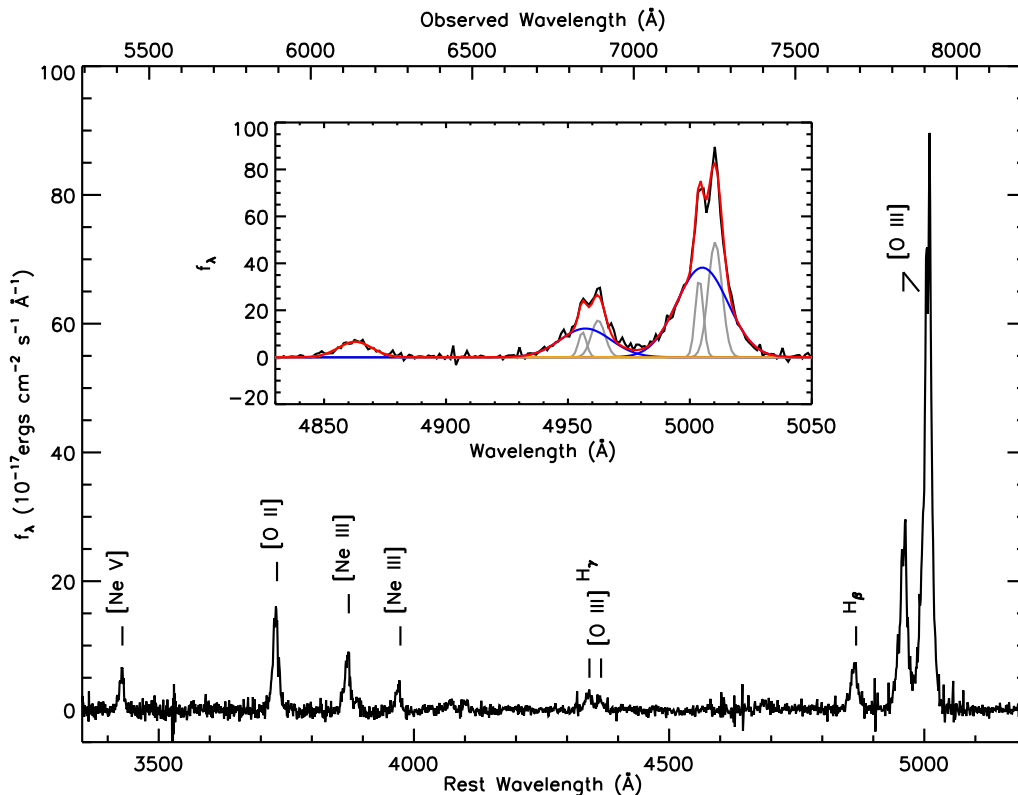 Observed Wavelength (Å)
5500 6000 6500 7000 7500 8000
100
80
60
40
20
0
f_λ (10⁻¹⁷ergs cm⁻² s⁻¹ Å⁻¹)
100
80
60
40
20
0
−20
f_λ
4850 4900 4950 5000 5050
Wavelength (Å)
[Ne V]
[O II]
[Ne III]
[Ne III]
H_γ
[O III]
H_β
[O III]
3500 4000 4500 5000
Rest Wavelength (Å)